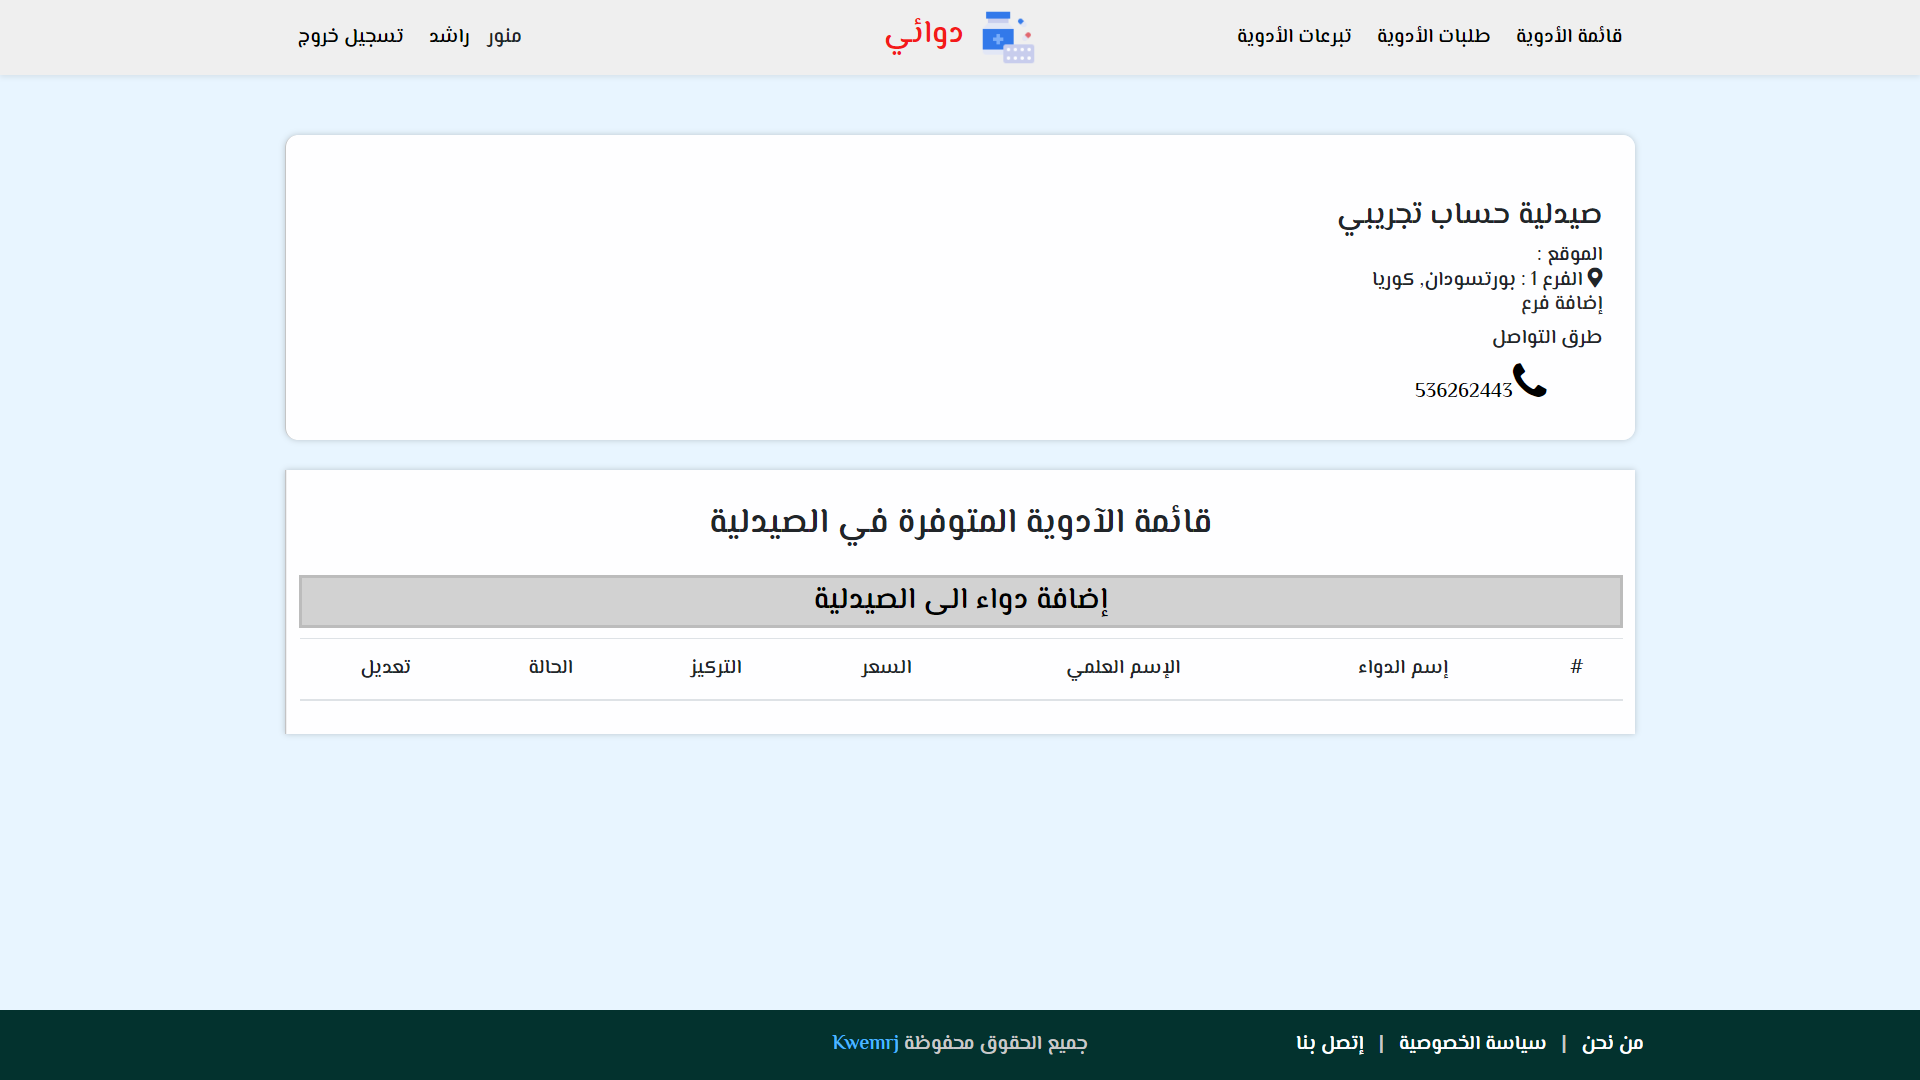 قائمة الأدوية طلبات الأدوية تبرعات الأدوية
دوائي
منور راشد تسجيل خروج
صيدلية حساب تجريبي
الموقع :
الفرع 1 : بورتسودان, كوريا
إضافة فرع
طرق التواصل
536262443
قائمة الآدوية المتوفرة في الصيدلية
إضافة دواء الى الصيدلية
# إسم الدواء الإسم العلمي السعر التركيز الحالة تعديل
من نحن | سياسة الخصوصية | إتصل بنا
جميع الحقوق محفوظة Kwemrj